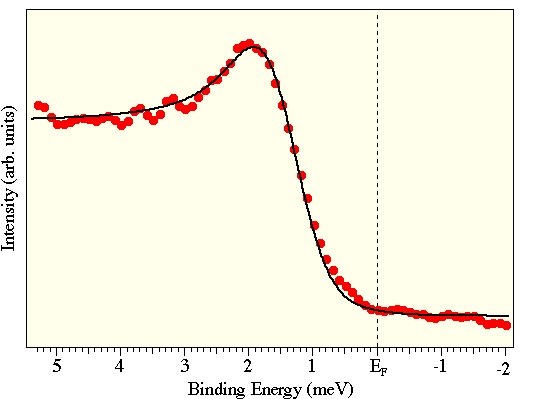 Intensity (arb. units)
5 4 3 2 1 E_F -1 -2
Binding Energy (meV)